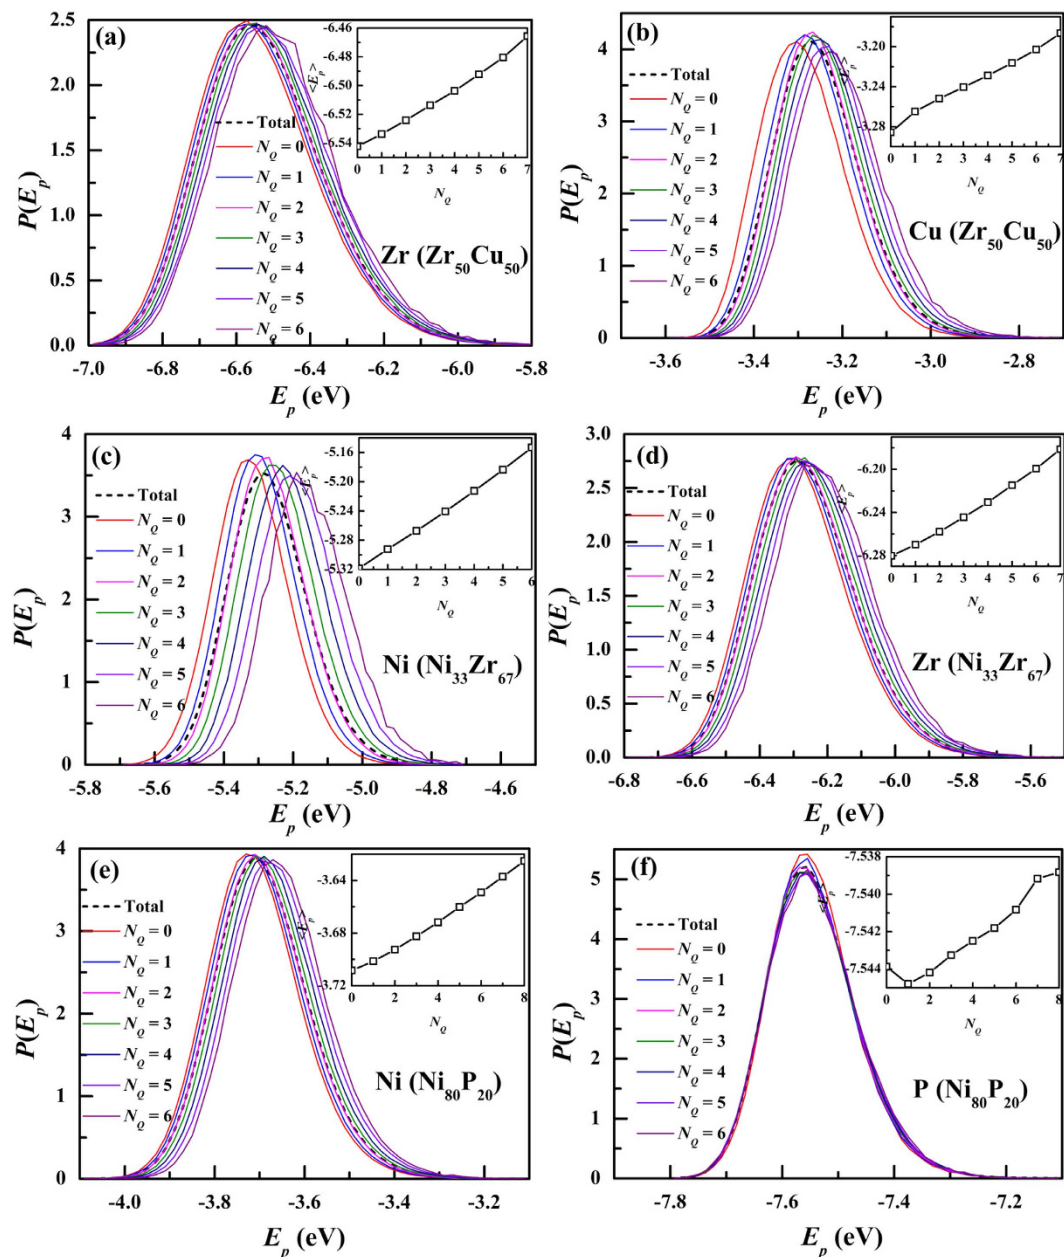 (a)
2.5
2.0
1.5
1.0
0.5
0.0
P(E_p)
Total
N_Q = 0
N_Q = 1
N_Q = 2
N_Q = 3
N_Q = 4
N_Q = 5
N_Q = 6
Zr (Zr50Cu50)
-7.0 -6.8 -6.6 -6.4 -6.2 -6.0 -5.8
E_p (eV)
<E_p>
-6.46
-6.48
-6.50
-6.52
-6.54
0 1 2 3 4 5 6 7
N_Q
(b)
4
3
2
1
0
P(E_p)
Total
N_Q = 0
N_Q = 1
N_Q = 2
N_Q = 3
N_Q = 4
N_Q = 5
N_Q = 6
Cu (Zr50Cu50)
-3.6 -3.4 -3.2 -3.0 -2.8
E_p (eV)
<E_p>
-3.20
-3.24
-3.28
0 1 2 3 4 5 6 7
N_Q
(c)
4
3
2
1
0
P(E_p)
Total
N_Q = 0
N_Q = 1
N_Q = 2
N_Q = 3
N_Q = 4
N_Q = 5
N_Q = 6
Ni (Ni33Zr67)
-5.8 -5.6 -5.4 -5.2 -5.0 -4.8 -4.6
E_p (eV)
<E_p>
-5.16
-5.20
-5.24
-5.28
-5.32
0 1 2 3 4 5 6
N_Q
(d)
3.0
2.5
2.0
1.5
1.0
0.5
0.0
P(E_p)
Total
N_Q = 0
N_Q = 1
N_Q = 2
N_Q = 3
N_Q = 4
N_Q = 5
N_Q = 6
Zr (Ni33Zr67)
-6.8 -6.6 -6.4 -6.2 -6.0 -5.8 -5.6
E_p (eV)
<E_p>
-6.20
-6.24
-6.28
0 1 2 3 4 5 6 7
N_Q
(e)
4
3
2
1
0
P(E_p)
Total
N_Q = 0
N_Q = 1
N_Q = 2
N_Q = 3
N_Q = 4
N_Q = 5
N_Q = 6
Ni (Ni80P20)
-4.0 -3.8 -3.6 -3.4 -3.2
E_p (eV)
<E_p>
-3.64
-3.68
-3.72
0 2 4 6 8
N_Q
(f)
5
4
3
2
1
0
P(E_p)
Total
N_Q = 0
N_Q = 1
N_Q = 2
N_Q = 3
N_Q = 4
N_Q = 5
N_Q = 6
P (Ni80P20)
-7.8 -7.6 -7.4 -7.2
E_p (eV)
<E_p>
-7.538
-7.540
-7.542
-7.544
0 2 4 6 8
N_Q